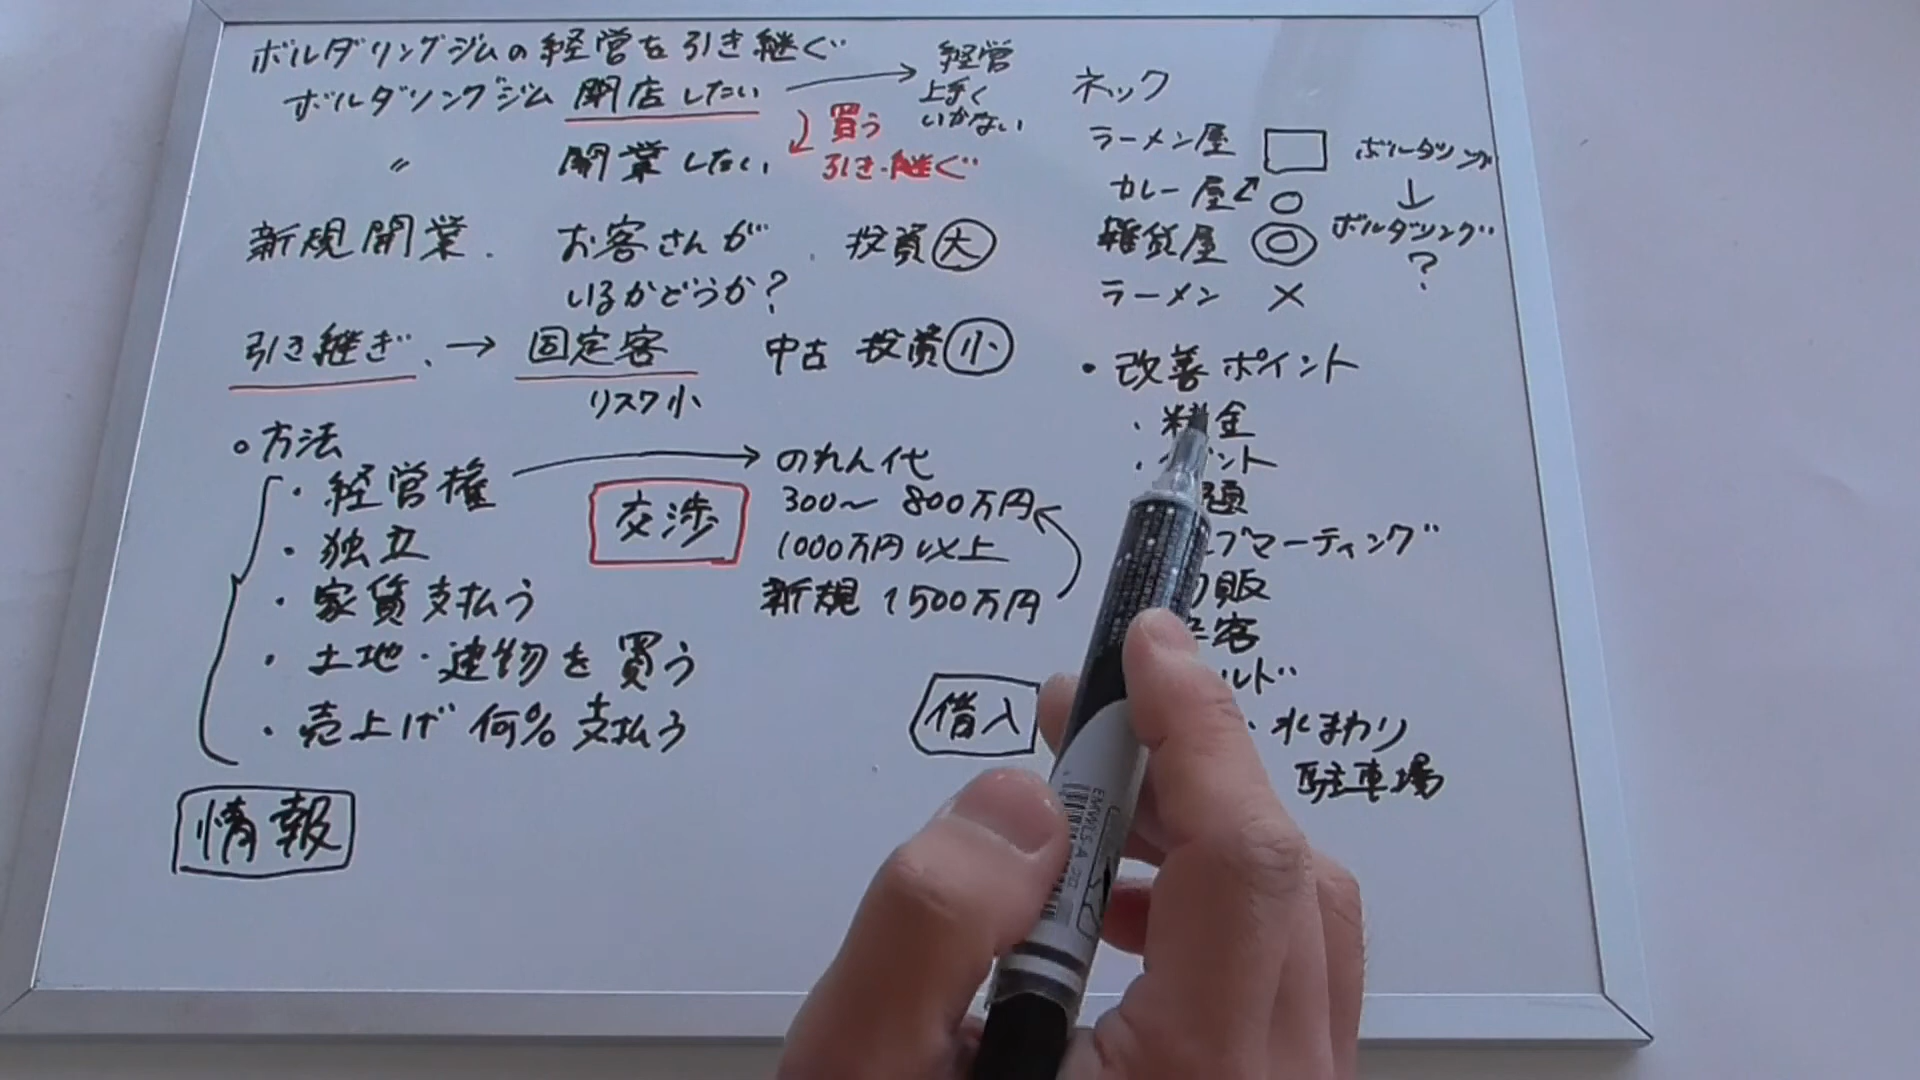 ボルダリングジムの経営を引き継ぐ
ボルダリングジム 閉店したい
経営
上手く
いかない
買う
引き継ぐ
〃 開業したい
新規開業. お客さんが
いるかどうか? 投資 大
引き継ぎ. → 固定客 中古 投資 小
リスク小
○方法
・経営権
・独立
・家賃支払う
・土地・建物を買う
・売上げ 何%支払う
交渉
のれん代
300〜800万円
1000万円以上
新規 1500万円
借入
情報
ネック
ラーメン屋
カレー屋
雑貨屋
ラーメン ×
ボルダリング
↓
ボルダリング
?
・改善ポイント
・料金
ント
題
ブマーティング
販
客
ルド
・水まわり
駐車場
EMWL5